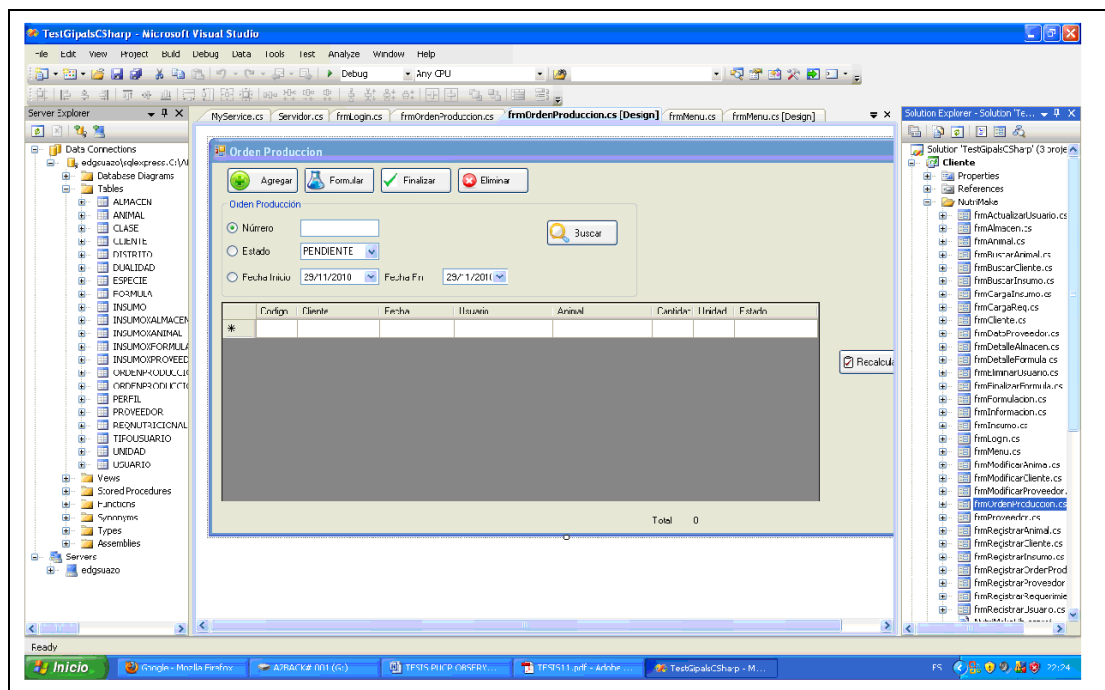 TestGipalsCSharp - Microsoft Visual Studio
File Edit View Project Build Debug Data Tools Test Analyze Window Help
Debug Any CPU
Server Explorer
MyService.cs Servidor.cs frmLogin.cs frmOrdenProduccion.cs frmOrdenProduccion.cs [Design] frmMenu.cs frmMenu.cs [Design]
Solution Explorer - Solution 'Te...
Data Connections
edgsuazo\sqlexpress.C:\Al
Database Diagrams
Tables
ALMACEN
ANIMAL
CLASE
CLIENTE
DISTRITO
DUALIDAD
ESPECIE
FORMULA
INSUMO
INSUMOXALMACEN
INSUMOXANIMAL
INSUMOXFORMULA
INSUMOXPROVEED
ORDENPRODUCCIO
ORDENPRODUCCIO
PERFIL
PROVEEDOR
REQNUTRICIONAL
TIPOUSUARIO
UNIDAD
USUARIO
Views
Stored Procedures
Functions
Synonyms
Types
Assemblies
Servers
edgsuazo
Orden Produccion
Agregar Formular Finalizar Eliminar
Orden Producción
Número
Buscar
Estado PENDIENTE
Fecha Inicio 29/11/2010 Fecha Fin 29/11/201(
Codigo Cliente Fecha Usuario Animal Cantidad Unidad Estado
Recalcula
Total 0
Solution 'TestGipalsCSharp' (3 proje
Cliente
Properties
References
NutriMake
frmActualizarUsuario.cs
frmAlmacen.cs
frmAnimal.cs
frmBuscarAnimal.cs
frmBuscarCliente.cs
frmBuscarInsumo.cs
frmCargaInsumo.cs
frmCargaReq.cs
frmCliente.cs
frmDatoProveedor.cs
frmDetalleAlmacen.cs
frmDetalleFormula.cs
frmEliminarUsuario.cs
frmFinalizarFormula.cs
frmFormulacion.cs
frmInformacion.cs
frmInsumo.cs
frmLogin.cs
frmMenu.cs
frmModificarAnimal.cs
frmModificarCliente.cs
frmModificarProveedor.
frmOrdenProduccion.cs
frmProveedor.cs
frmRegistrarAnimal.cs
frmRegistrarCliente.cs
frmRegistrarInsumo.cs
frmRegistrarOrdenProd
frmRegistrarProveedor
frmRegistrarRequerimie
frmRegistrarUsuario.cs
Ready
Inicio Google - Mozilla Firefox AZBACK# 001 (G:) TESIS PUCP OBSERV... TESIS11.pdf - Adobe ... TestGipalsCSharp - M... ES 22:24